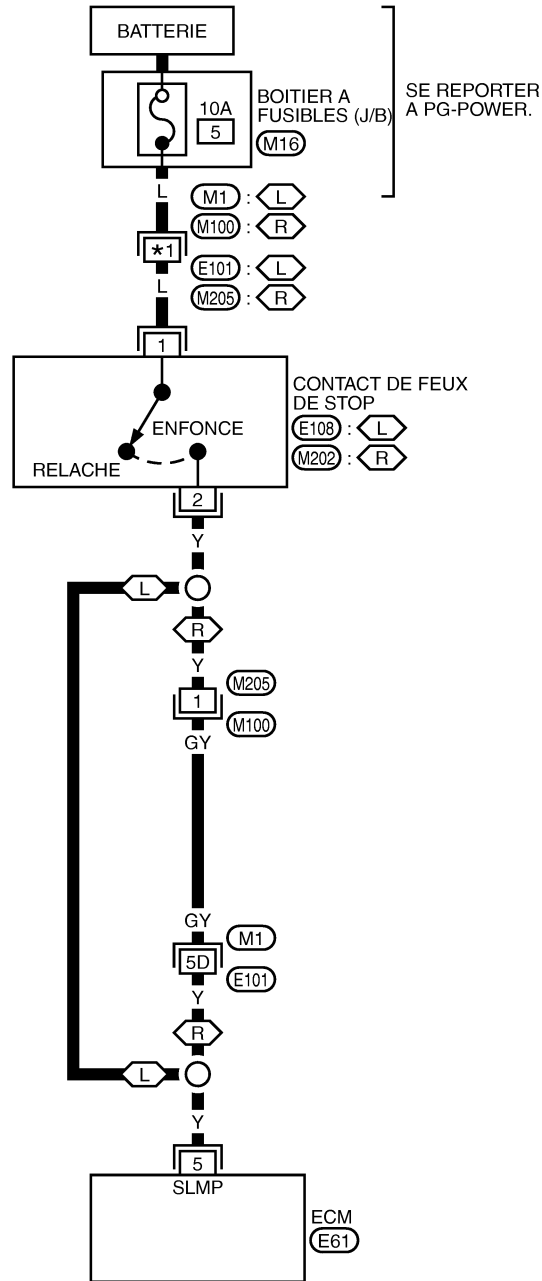 BATTERIE
10A
5
BOITIER A
FUSIBLES (J/B)
M16
SE REPORTER
A PG-POWER.
L
M1 : L
M100 : R
*1
E101 : L
L
M205 : R
1
CONTACT DE FEUX
DE STOP
E108 : L
M202 : R
ENFONCE
RELACHE
2
Y
L
R
Y
M205
1
M100
GY
GY
M1
5D
E101
Y
R
L
Y
5
SLMP
ECM
E61